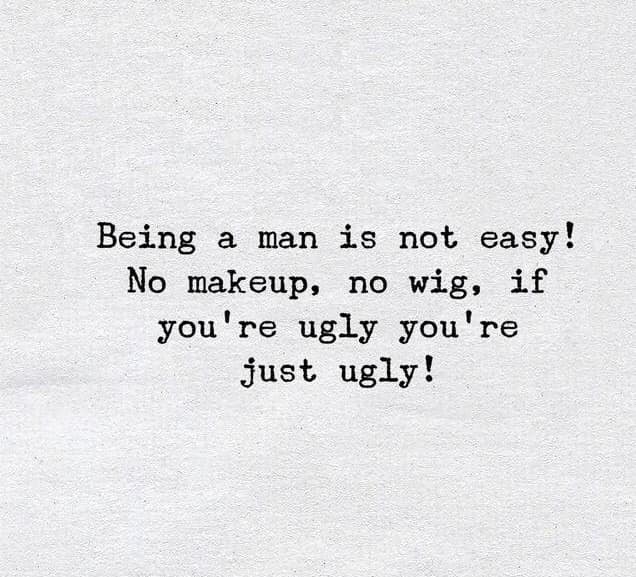 Being a man is not easy!
No makeup, no wig, if
you're ugly you're
just ugly!